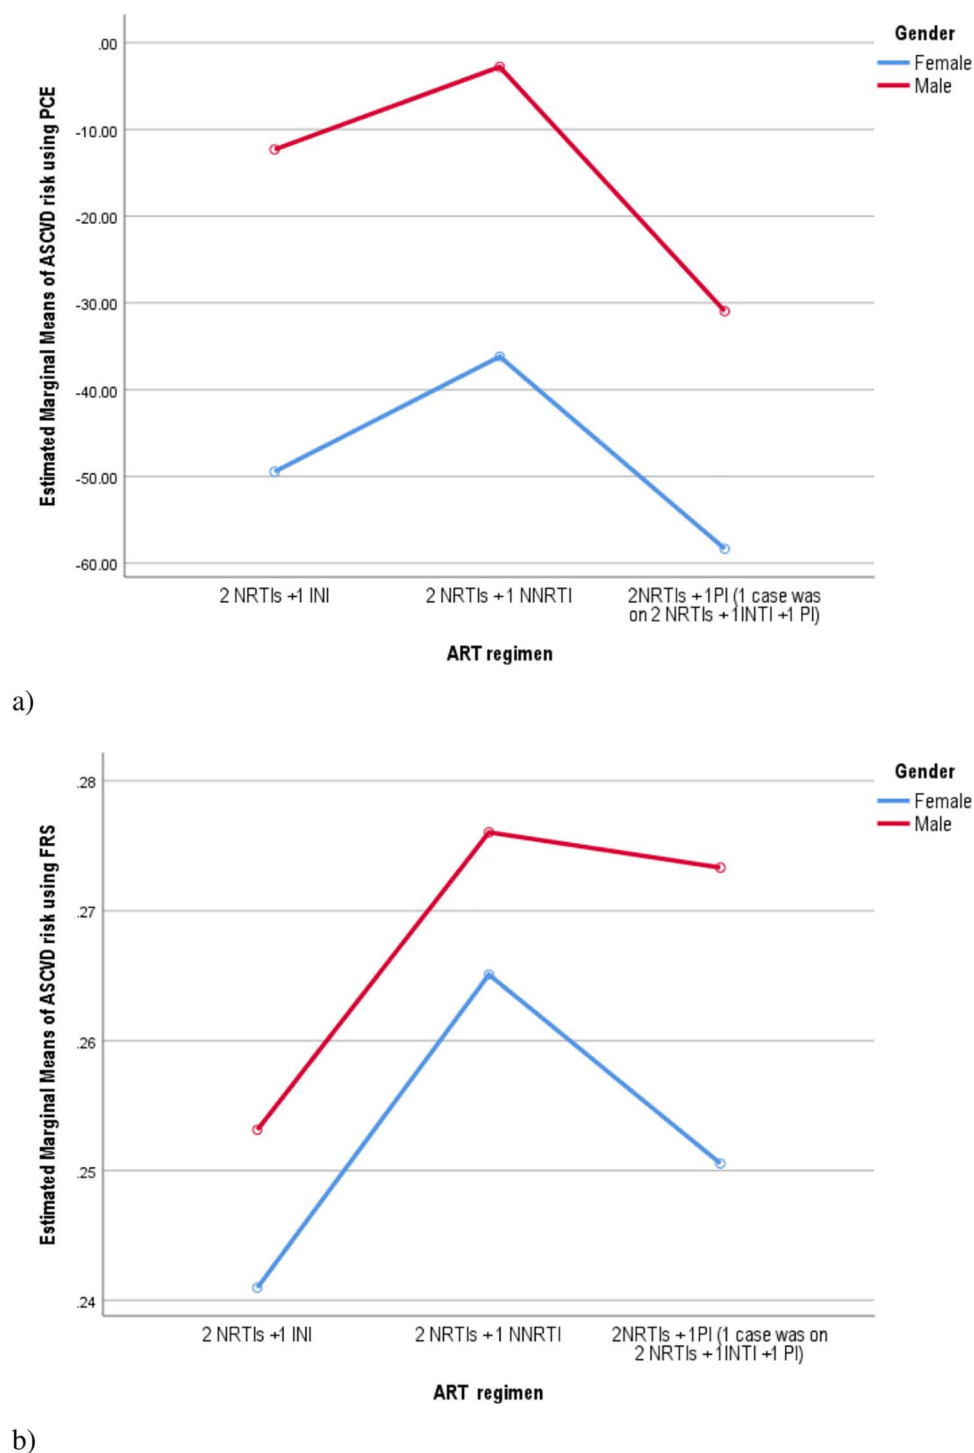 Gender
Female
Male
Estimated Marginal Means of ASCVD risk using PCE
.00
-10.00
-20.00
-30.00
-40.00
-50.00
-60.00
2 NRTIs +1 INI
2 NRTIs +1 NNRTI
2NRTIs +1PI (1 case was
on 2 NRTIs +1INTI +1 PI)
ART regimen
a)
Gender
Female
Male
Estimated Marginal Means of ASCVD risk using FRS
.28
.27
.26
.25
.24
2 NRTIs +1 INI
2 NRTIs +1 NNRTI
2NRTIs +1PI (1 case was on
2 NRTIs +1INTI +1 PI)
ART regimen
b)